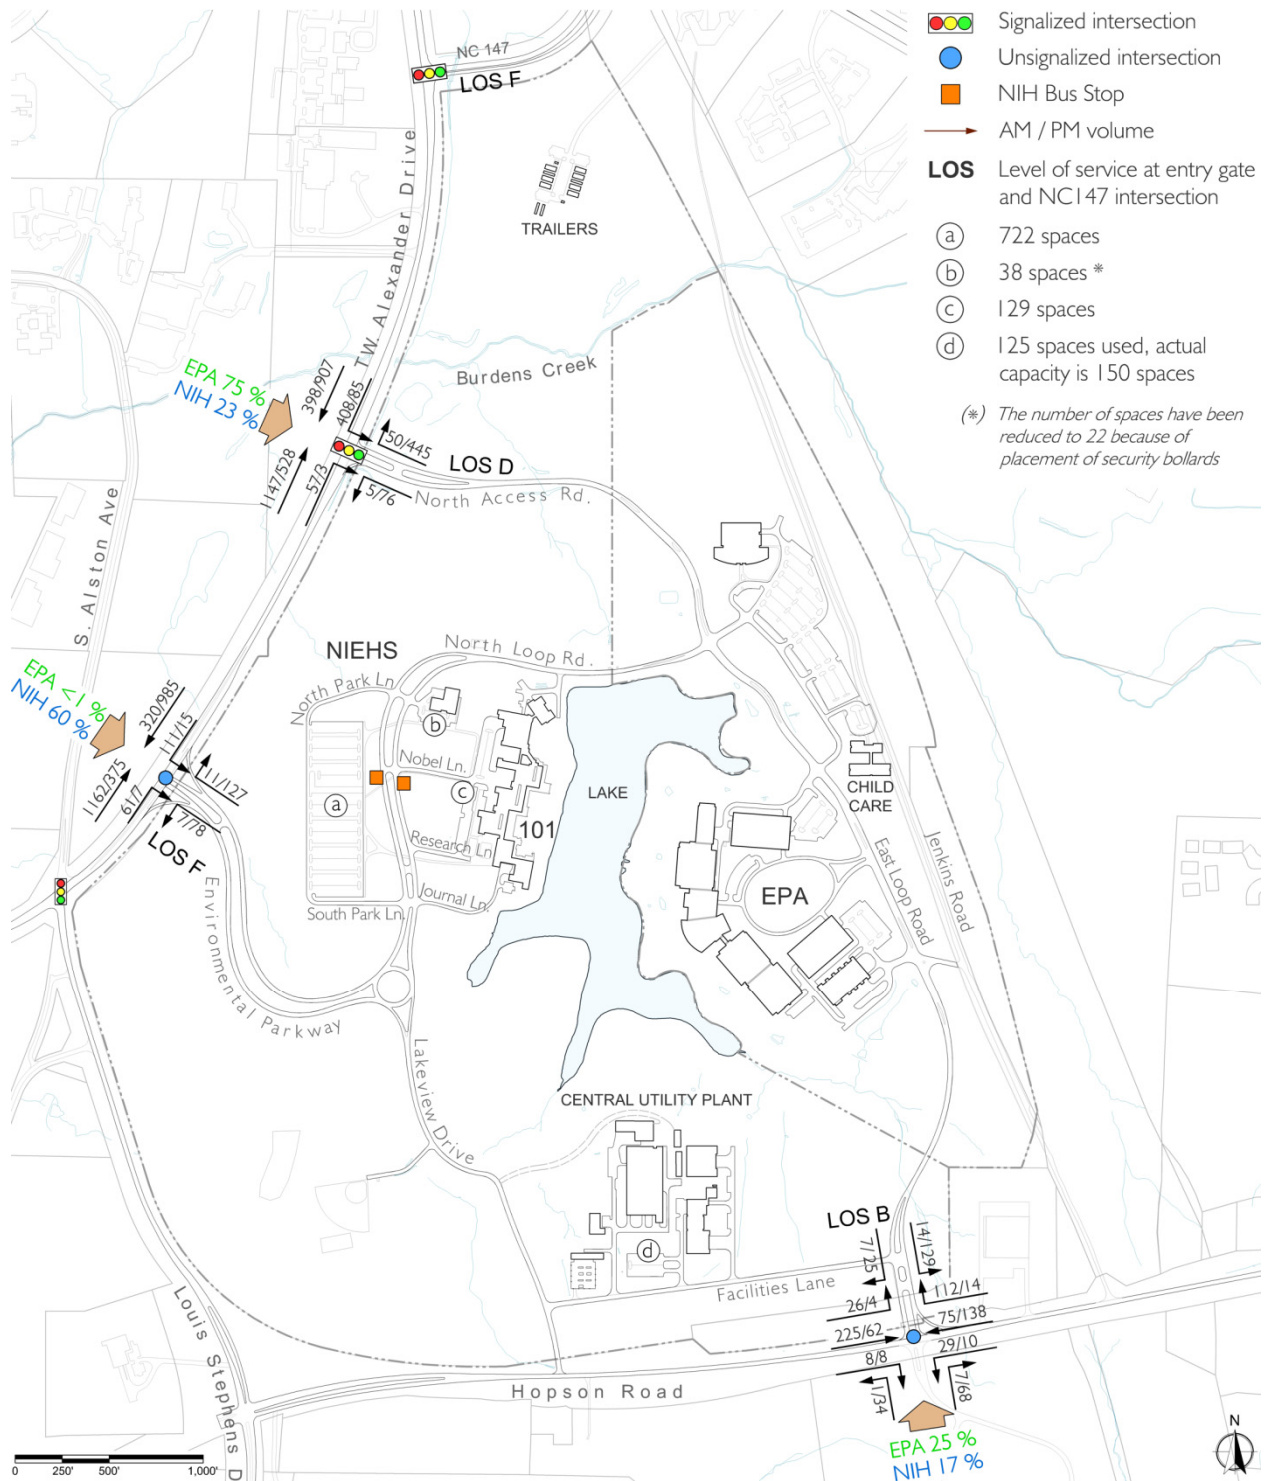 Signalized intersection
Unsignalized intersection
NIH Bus Stop
AM / PM volume
LOS Level of service at entry gate
and NC147 intersection
a 722 spaces
b 38 spaces *
c 129 spaces
d 125 spaces used, actual
capacity is 150 spaces
(*) The number of spaces have been
reduced to 22 because of
placement of security bollards
NC 147
LOS F
TW. Alexander Drive
TRAILERS
Burdens Creek
EPA 75 %
NIH 23 %
398/907
408/85
50/445
LOS D
1147/528
57/3
5/76
North Access Rd.
S. Alston Ave
NIEHS
North Loop Rd.
North Park Ln
EPA <1 %
NIH 60 %
320/985
111/15
11/127
1162/375
61/7
7/78
LOS F
b
Nobel Ln.
a
c
101
LAKE
CHILD
CARE
Research Ln
Journal Ln.
South Park Ln.
EPA
East Loop Road
Jenkins Road
Environmental Parkway
Lakeview Drive
CENTRAL UTILITY PLANT
d
LOS B
7/25
14/129
Facilities Lane
26/4
112/14
225/62
75/138
8/8
29/10
1/34
7/68
Louis Stephens D
Hopson Road
EPA 25 %
NIH 17 %
N
0 250' 500' 1,000'